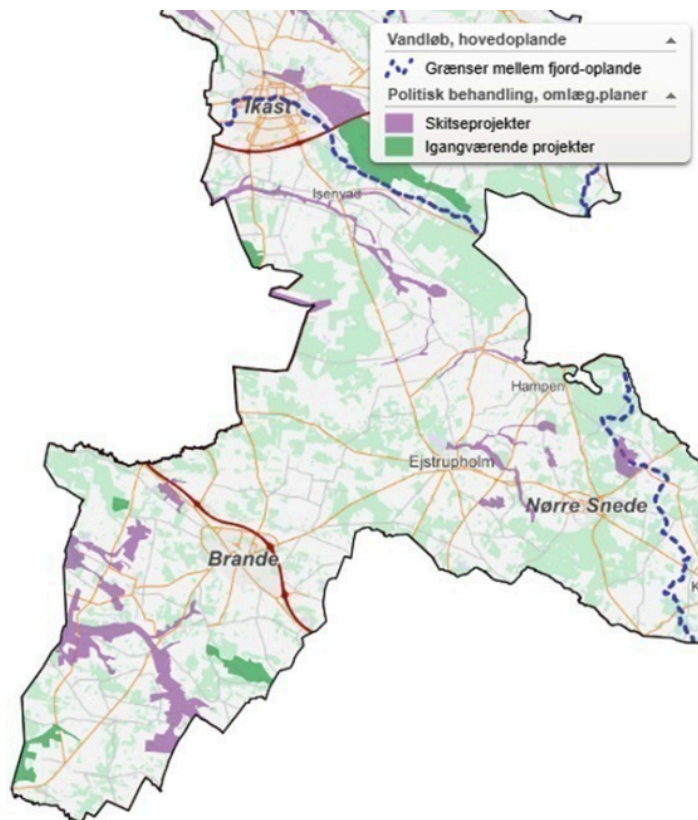 Vandløb, hovedoplande
Grænser mellem fjord-oplande
Politisk behandling, omlæg.planer
Skitseprojekter
Igangværende projekter
Ikast
Isenvad
Hampen
Ejstrupholm
Nørre Snede
Brande
K